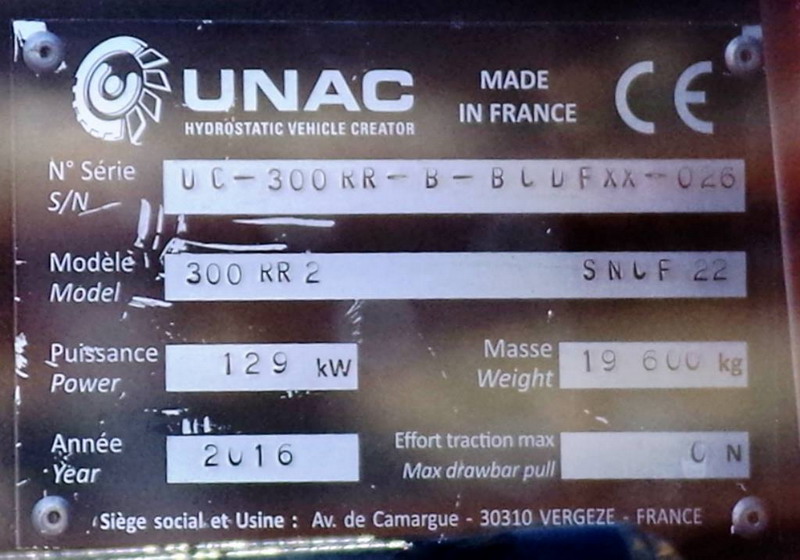 UNAC
HYDROSTATIC VEHICLE CREATOR
MADE
IN FRANCE
CE
N° Série
S/N
UC-300RR-B-BCDFXX-026
Modèle
Model
300 RR 2 SNCF 22
Puissance
Power
129 kW
Masse
Weight
19 600 kg
Année
Year
2016
Effort traction max
Max drawbar pull
0 N
Siège social et Usine : Av. de Camargue - 30310 VERGEZE - FRANCE